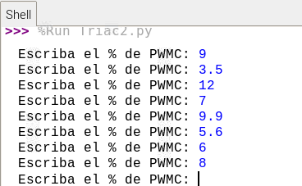 Shell
>>> %Run Triac2.py
Escriba el % de PWMC: 9
Escriba el % de PWMC: 3.5
Escriba el % de PWMC: 12
Escriba el % de PWMC: 7
Escriba el % de PWMC: 9.9
Escriba el % de PWMC: 5.6
Escriba el % de PWMC: 6
Escriba el % de PWMC: 8
Escriba el % de PWMC: